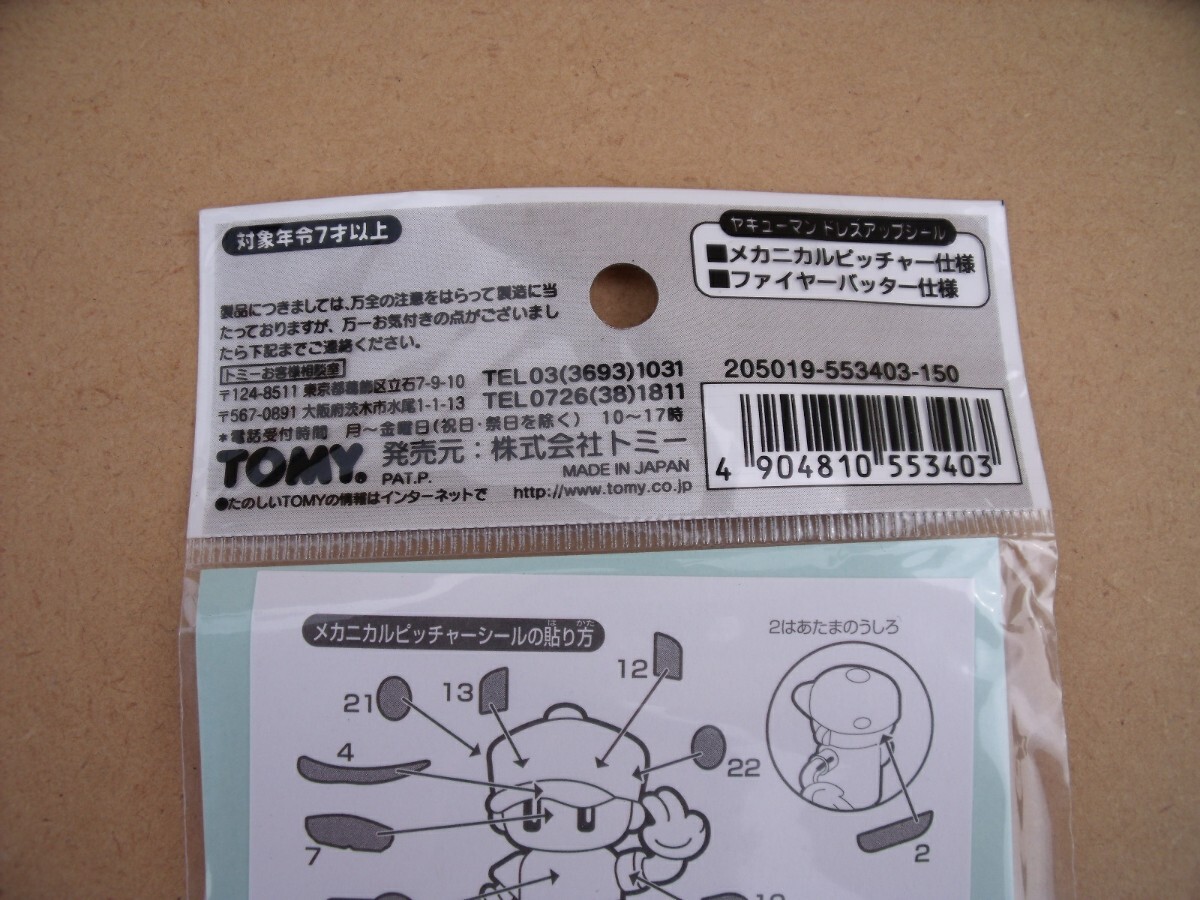 対象年令7才以上
製品につきましては、万全の注意をはらって製造に当
たっておりますが、万一お気付きの点がございまし
たら下記までご連絡ください。
トミーお客様相談室
〒124-8511 東京都葛飾区立石7-9-10 TEL03(3693)1031
〒567-0891 大阪府茨木市水尾1-1-13 TEL0726(38)1811
*電話受付時間 月〜金曜日(祝日・祭日を除く) 10〜17時
TOMY® 発売元:株式会社トミー
PAT.P. MADE IN JAPAN
●たのしいTOMYの情報はインターネットで http://www.tomy.co.jp
ヤキューマン ドレスアップシール
■メカニカルピッチャー仕様
■ファイヤーバッター仕様
205019-553403-150
4 904810 553403
メカニカルピッチャーシールの貼り方
は かた
2はあたまのうしろ
21
13
12
4
22
7
2